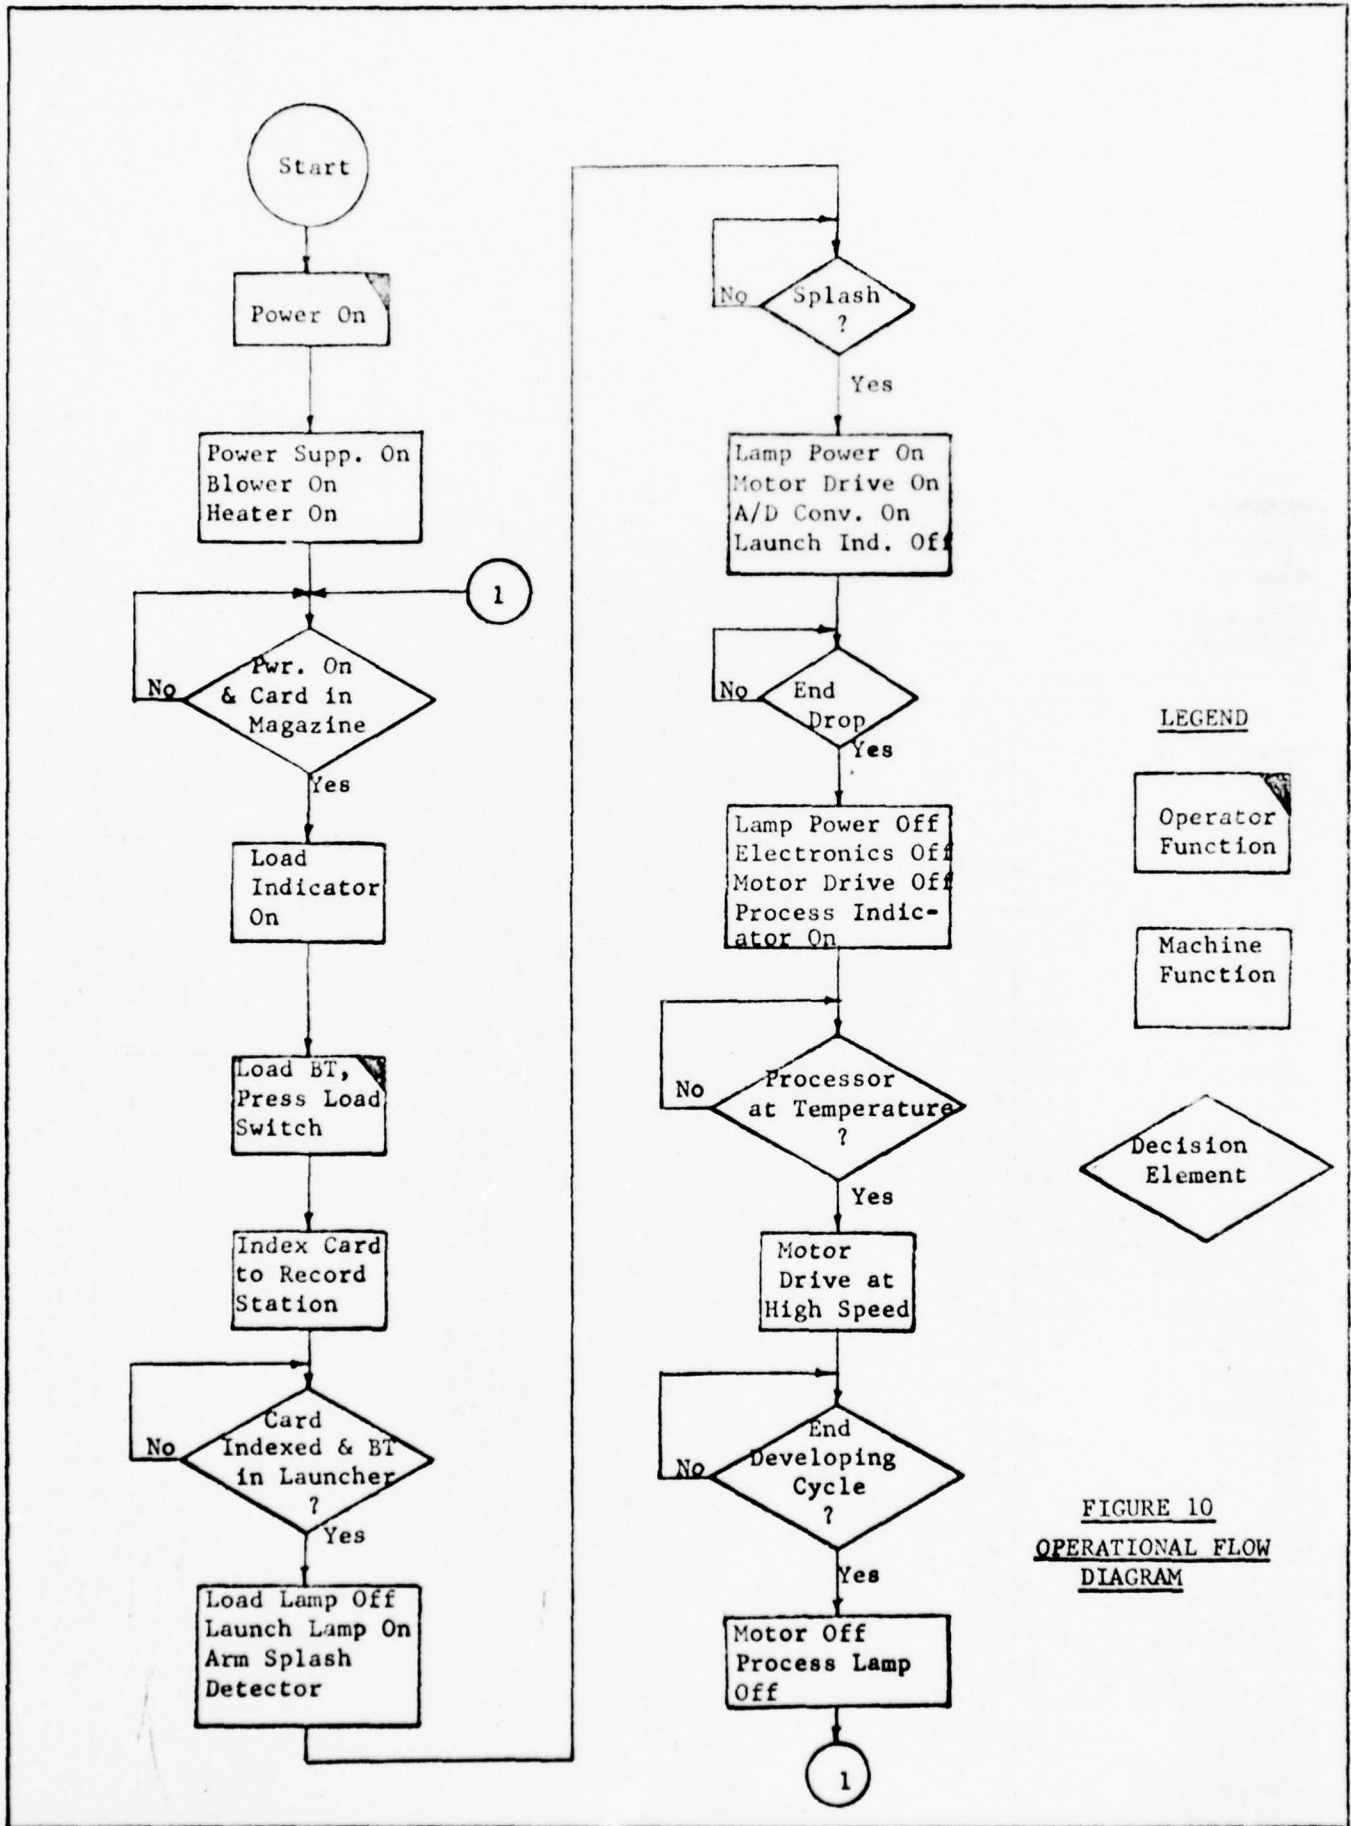 Start
Power On
Power Supp. On
Blower On
Heater On
1
Pwr. On
& Card in
Magazine
No
Yes
Load
Indicator
On
Load BT,
Press Load
Switch
Index Card
to Record
Station
Card
Indexed & BT
in Launcher
?
No
Yes
Load Lamp Off
Launch Lamp On
Arm Splash
Detector
Splash
?
No
Yes
Lamp Power On
Motor Drive On
A/D Conv. On
Launch Ind. Off
End
Drop
No
Yes
Lamp Power Off
Electronics Off
Motor Drive Off
Process Indic-
ator On
Processor
at Temperature
?
No
Yes
Motor
Drive at
High Speed
End
Developing
Cycle
?
No
Yes
Motor Off
Process Lamp
Off
1
LEGEND
Operator
Function
Machine
Function
Decision
Element
FIGURE 10
OPERATIONAL FLOW
DIAGRAM